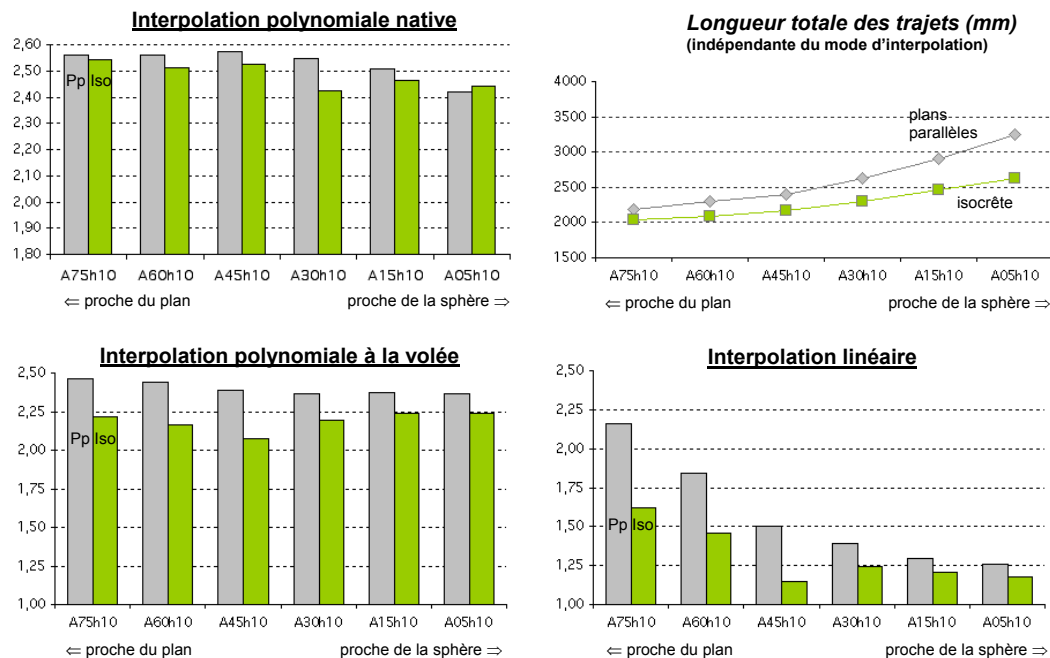 Interpolation polynomiale native
2,60
2,50
2,40
2,30
2,20
2,10
2,00
1,90
1,80
Pp Iso
A75h10 A60h10 A45h10 A30h10 A15h10 A05h10
⇐ proche du plan proche de la sphère ⇒
Longueur totale des trajets (mm)
(indépendante du mode d'interpolation)
4000
3500
3000
2500
2000
1500
plans
parallèles
isocrête
A75h10 A60h10 A45h10 A30h10 A15h10 A05h10
⇐ proche du plan proche de la sphère ⇒
Interpolation polynomiale à la volée
2,50
2,25
2,00
1,75
1,50
1,25
1,00
Pp Iso
A75h10 A60h10 A45h10 A30h10 A15h10 A05h10
⇐ proche du plan proche de la sphère ⇒
Interpolation linéaire
2,50
2,25
2,00
1,75
1,50
1,25
1,00
Pp Iso
A75h10 A60h10 A45h10 A30h10 A15h10 A05h10
⇐ proche du plan proche de la sphère ⇒